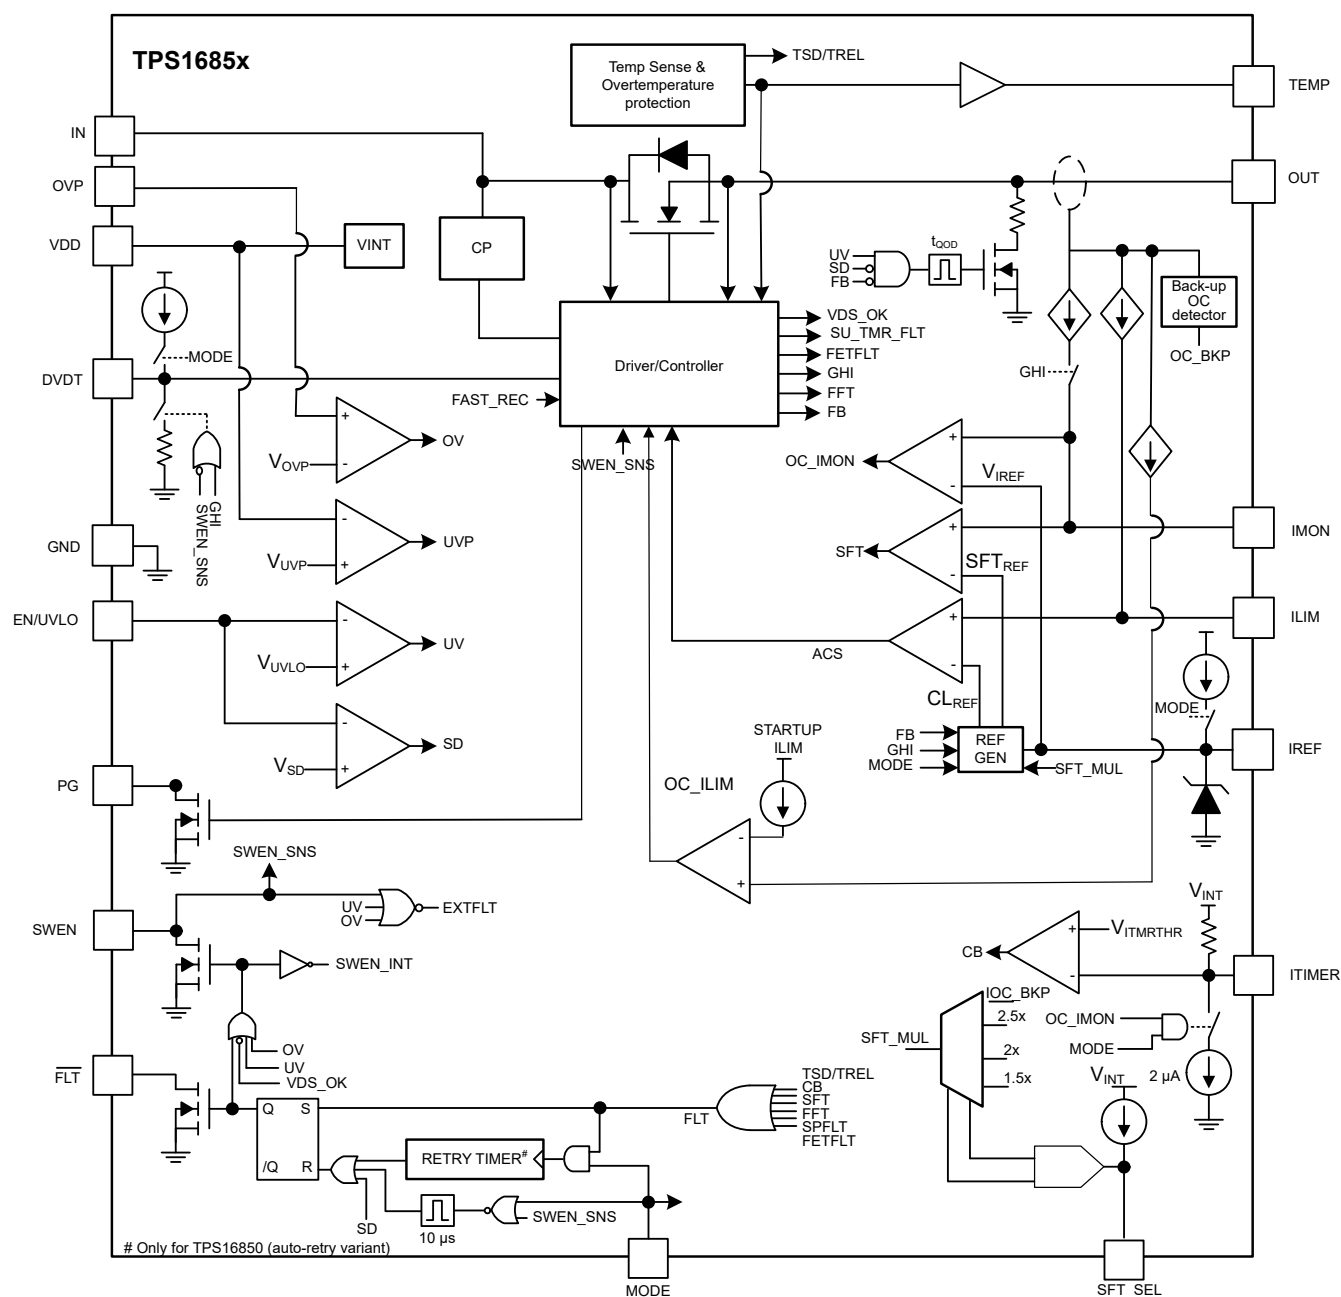 TPS1685x
Temp Sense &
Overtemperature
protection
TSD/TREL
TEMP
IN
OVP
OUT
VDD
VINT
CP
UV
SD
FB
tQOD
Back-up
OC
detector
OC_BKP
MODE
DVDT
Driver/Controller
VDS_OK
SU_TMR_FLT
FETFLT
GHI
FFT
FB
GHI
FAST_REC
SWEN_SNS
+
VOVP
-
OV
GHI
SWEN_SNS
OC_IMON
+
VIREF
-
GND
-
VUVP
+
UVP
SFT
+
SFTREF
-
IMON
EN/UVLO
-
VUVLO
+
UV
ACS
+
-
CLREF
ILIM
MODE
-
VSD
+
SD
STARTUP
ILIM
FB
GHI
MODE
REF
GEN
SFT_MUL
IREF
PG
OC_ILIM
-
+
SWEN_SNS
UV
OV
EXTFLT
SWEN
SWEN_INT
VINT
+
VITMRTHR
CB
-
ITIMER
OC_IMON
MODE
2 µA
IOC_BKP
2.5x
2x
1.5x
SFT_MUL
VINT
OV
UV
VDS_OK
FLT
Q
S
/Q
R
FLT
TSD/TREL
CB
SFT
FFT
SPFLT
FETFLT
RETRY TIMER#
SD
10 µs
SWEN_SNS
# Only for TPS16850 (auto-retry variant)
MODE
SFT_SEL